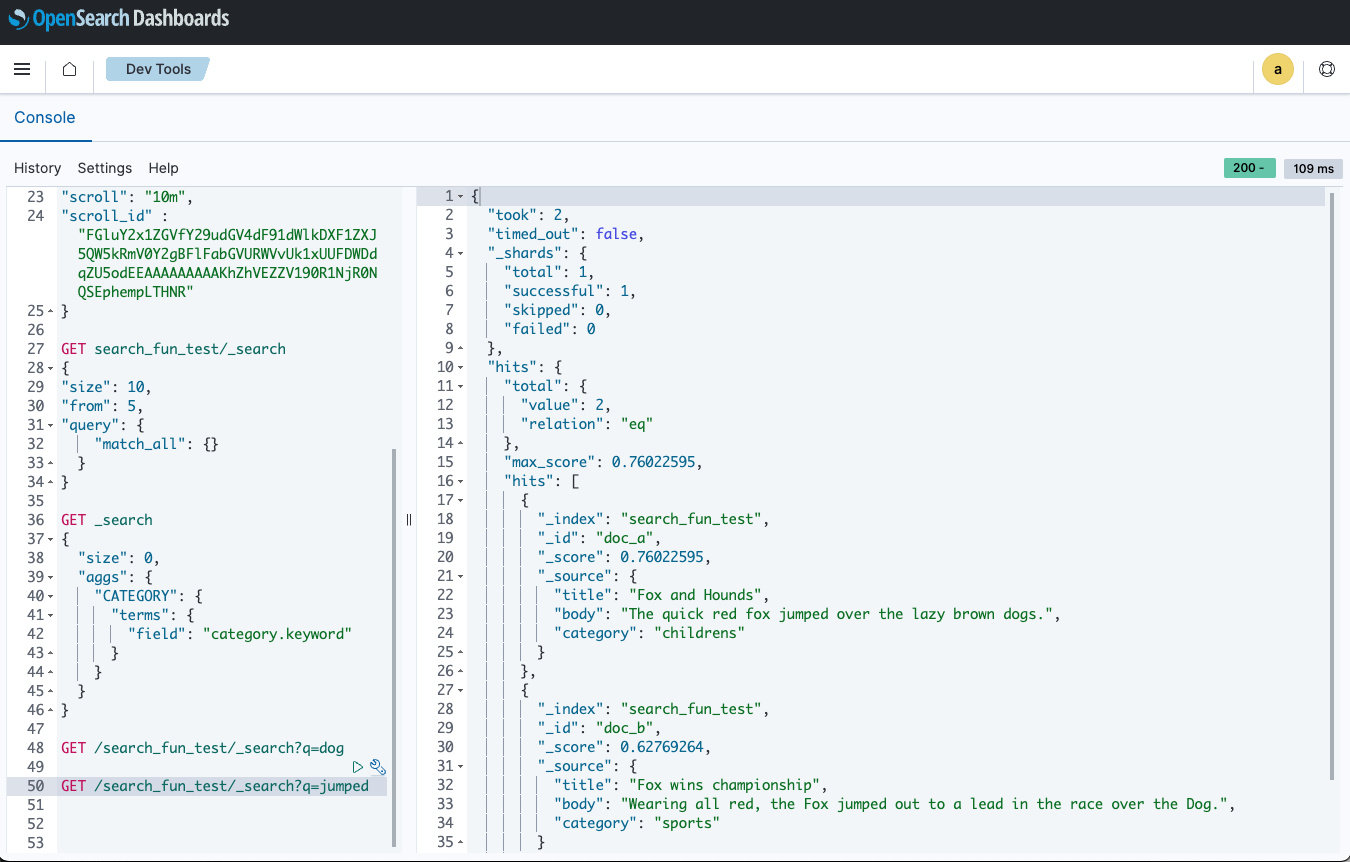 OpenSearch Dashboards
Dev Tools
a
Console
History Settings Help
200 - 109 ms
23 "scroll": "10m",
24 "scroll_id" :
"FGluY2x1ZGVfY29udGV4dF91dWlkDXF1ZXJ
5QW5kRmV0Y2gBFlFabGVURWVvUk1xUUFDWDd
qZU5odEEAAAAAAAAAKhZhVEZZV190R1NjR0N
QSEphempLTHNR"
25 }
26
27 GET search_fun_test/_search
28 {
29 "size": 10,
30 "from": 5,
31 "query": {
32 "match_all": {}
33 }
34 }
35
36 GET _search
37 {
38 "size": 0,
39 "aggs": {
40 "CATEGORY": {
41 "terms": {
42 "field": "category.keyword"
43 }
44 }
45 }
46 }
47
48 GET /search_fun_test/_search?q=dog
49
50 GET /search_fun_test/_search?q=jumped
51
52
53
1 {
2 "took": 2,
3 "timed_out": false,
4 "_shards": {
5 "total": 1,
6 "successful": 1,
7 "skipped": 0,
8 "failed": 0
9 },
10 "hits": {
11 "total": {
12 "value": 2,
13 "relation": "eq"
14 },
15 "max_score": 0.76022595,
16 "hits": [
17 {
18 "_index": "search_fun_test",
19 "_id": "doc_a",
20 "_score": 0.76022595,
21 "_source": {
22 "title": "Fox and Hounds",
23 "body": "The quick red fox jumped over the lazy brown dogs.",
24 "category": "childrens"
25 }
26 },
27 {
28 "_index": "search_fun_test",
29 "_id": "doc_b",
30 "_score": 0.62769264,
31 "_source": {
32 "title": "Fox wins championship",
33 "body": "Wearing all red, the Fox jumped out to a lead in the race over the Dog.",
34 "category": "sports"
35 }